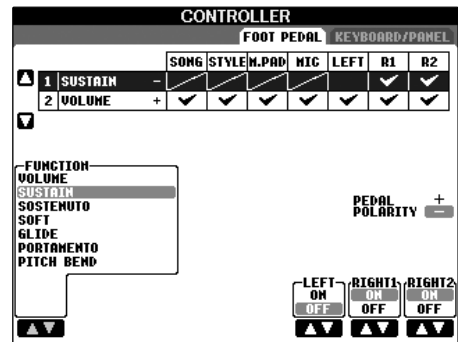 CONTROLLER
FOOT PEDAL KEYBOARD/PANEL
SONG STYLE M.PAD MIC LEFT R1 R2
1 SUSTAIN -
2 VOLUME +
FUNCTION
VOLUME
SUSTAIN
SOSTENUTO
SOFT
GLIDE
PORTAMENTO
PITCH BEND
PEDAL +
POLARITY -
LEFT RIGHT1 RIGHT2
ON ON ON
OFF OFF OFF